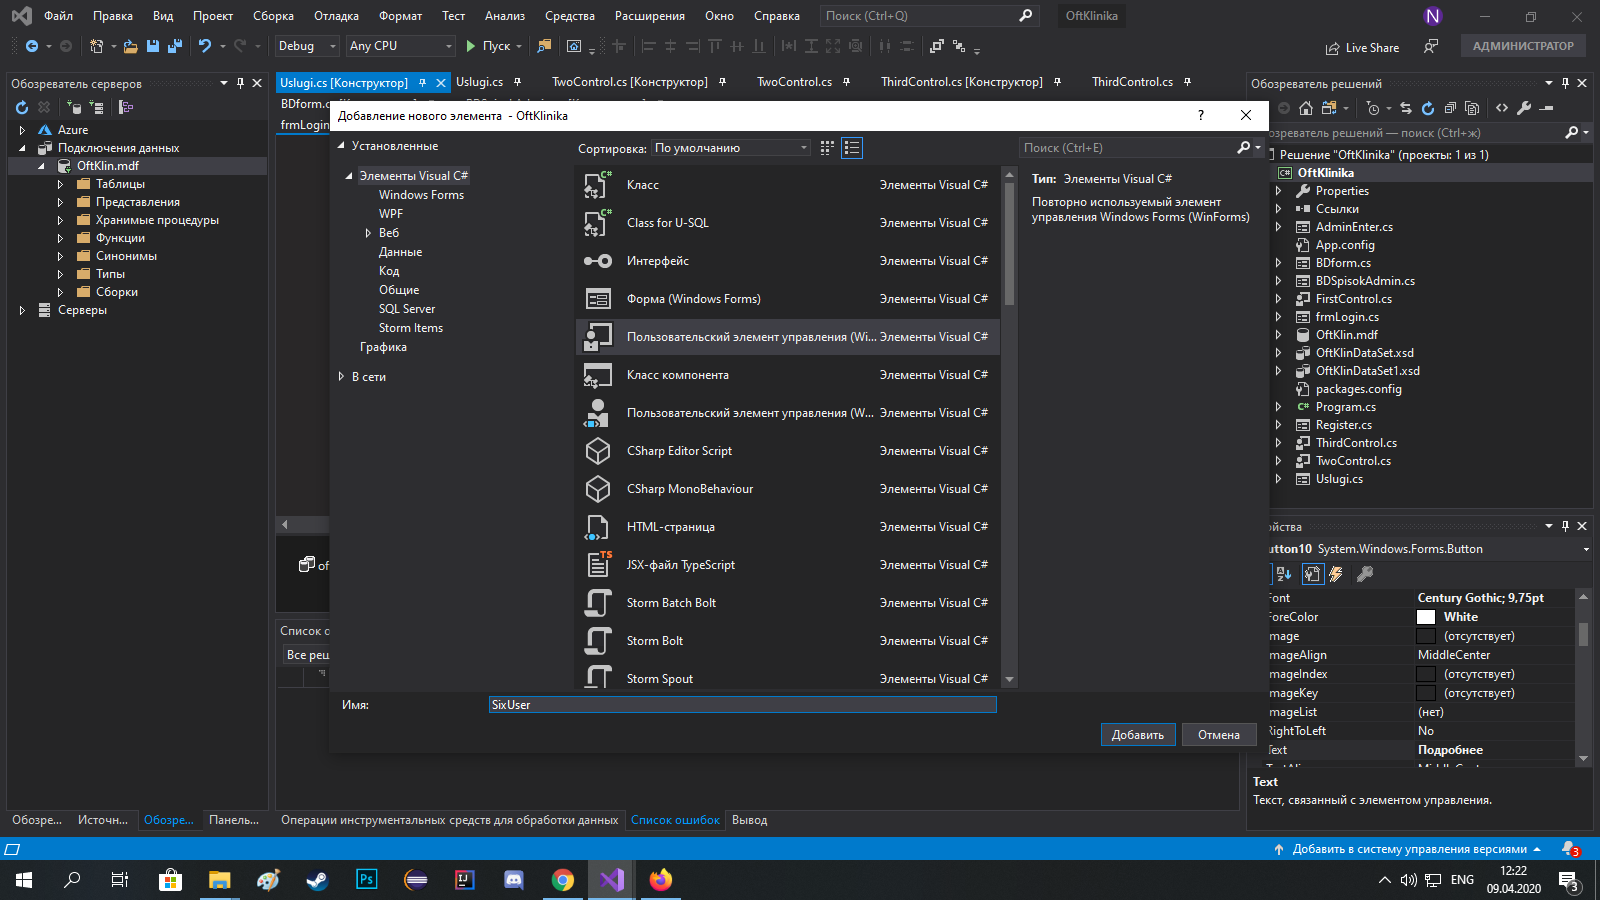 Файл Правка Вид Проект Сборка Отладка Формат Тест Анализ Средства Расширения Окно Справка Поиск (Ctrl+Q) OftKlinika N
Debug Any CPU Пуск Live Share АДМИНИСТРАТОР
Обозреватель серверов
Azure
Подключения данных
OftKlin.mdf
Таблицы
Представления
Хранимые процедуры
Функции
Синонимы
Типы
Сборки
Серверы
Uslugi.cs [Конструктор] Uslugi.cs TwoControl.cs [Конструктор] TwoControl.cs ThirdControl.cs [Конструктор] ThirdControl.cs
BDform.c
frmLogin
Добавление нового элемента - OftKlinika ?
Установленные
Элементы Visual C#
Windows Forms
WPF
Веб
Данные
Код
Общие
SQL Server
Storm Items
Графика
В сети
Сортировка: По умолчанию
Поиск (Ctrl+E)
Класс Элементы Visual C#
Class for U-SQL Элементы Visual C#
Интерфейс Элементы Visual C#
Форма (Windows Forms) Элементы Visual C#
Пользовательский элемент управления (Wi... Элементы Visual C#
Класс компонента Элементы Visual C#
Пользовательский элемент управления (W... Элементы Visual C#
CSharp Editor Script Элементы Visual C#
CSharp MonoBehaviour Элементы Visual C#
HTML-страница Элементы Visual C#
JSX-файл TypeScript Элементы Visual C#
Storm Batch Bolt Элементы Visual C#
Storm Bolt Элементы Visual C#
Storm Spout Элементы Visual C#
Тип: Элементы Visual C#
Повторно используемый элемент
управления Windows Forms (WinForms)
Имя: SixUser
Добавить Отмена
of
Список о
Все реш
Обозреватель решений
озреватель решений — поиск (Ctrl+ж)
Решение "OftKlinika" (проекты: 1 из 1)
OftKlinika
Properties
Ссылки
AdminEnter.cs
App.config
BDform.cs
BDSpisokAdmin.cs
FirstControl.cs
frmLogin.cs
OftKlin.mdf
OftKlinDataSet.xsd
OftKlinDataSet1.xsd
packages.config
Program.cs
Register.cs
ThirdControl.cs
TwoControl.cs
Uslugi.cs
йства
utton10 System.Windows.Forms.Button
Font Century Gothic; 9,75pt
ForeColor White
mage (отсутствует)
mageAlign MiddleCenter
mageIndex (отсутствует)
mageKey (отсутствует)
mageList (нет)
RightToLeft No
Text Подробнее
Text
Текст, связанный с элементом управления.
Обозре... Источн... Обозре... Панель... Операции инструментальных средств для обработки данных Список ошибок Вывод
Добавить в систему управления версиями 3
Ps IJ ENG 12:22
09.04.2020 3